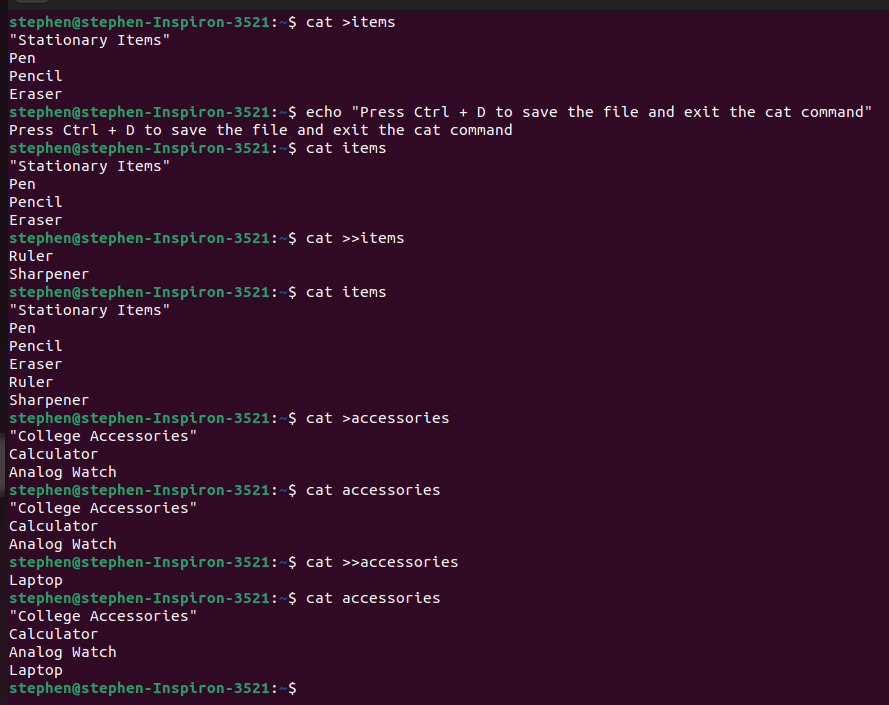 stephen@stephen-Inspiron-3521:~$ cat >items
"Stationary Items"
Pen
Pencil
Eraser
stephen@stephen-Inspiron-3521:~$ echo "Press Ctrl + D to save the file and exit the cat command"
Press Ctrl + D to save the file and exit the cat command
stephen@stephen-Inspiron-3521:~$ cat items
"Stationary Items"
Pen
Pencil
Eraser
stephen@stephen-Inspiron-3521:~$ cat >>items
Ruler
Sharpener
stephen@stephen-Inspiron-3521:~$ cat items
"Stationary Items"
Pen
Pencil
Eraser
Ruler
Sharpener
stephen@stephen-Inspiron-3521:~$ cat >accessories
"College Accessories"
Calculator
Analog Watch
stephen@stephen-Inspiron-3521:~$ cat accessories
"College Accessories"
Calculator
Analog Watch
stephen@stephen-Inspiron-3521:~$ cat >>accessories
Laptop
stephen@stephen-Inspiron-3521:~$ cat accessories
"College Accessories"
Calculator
Analog Watch
Laptop
stephen@stephen-Inspiron-3521:~$